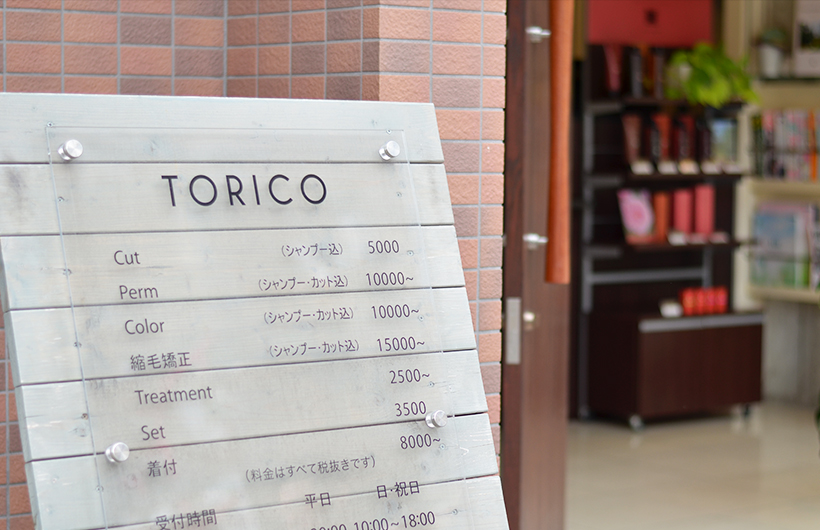 TORICO
Cut (シャンプー込) 5000
Perm (シャンプー・カット込) 10000~
Color (シャンプー・カット込) 10000~
縮毛矯正 (シャンプー・カット込) 15000~
Treatment 2500~
Set 3500
着付 8000~
(料金はすべて税抜きです)
平日 日・祝日
受付時間 10:00~18:00